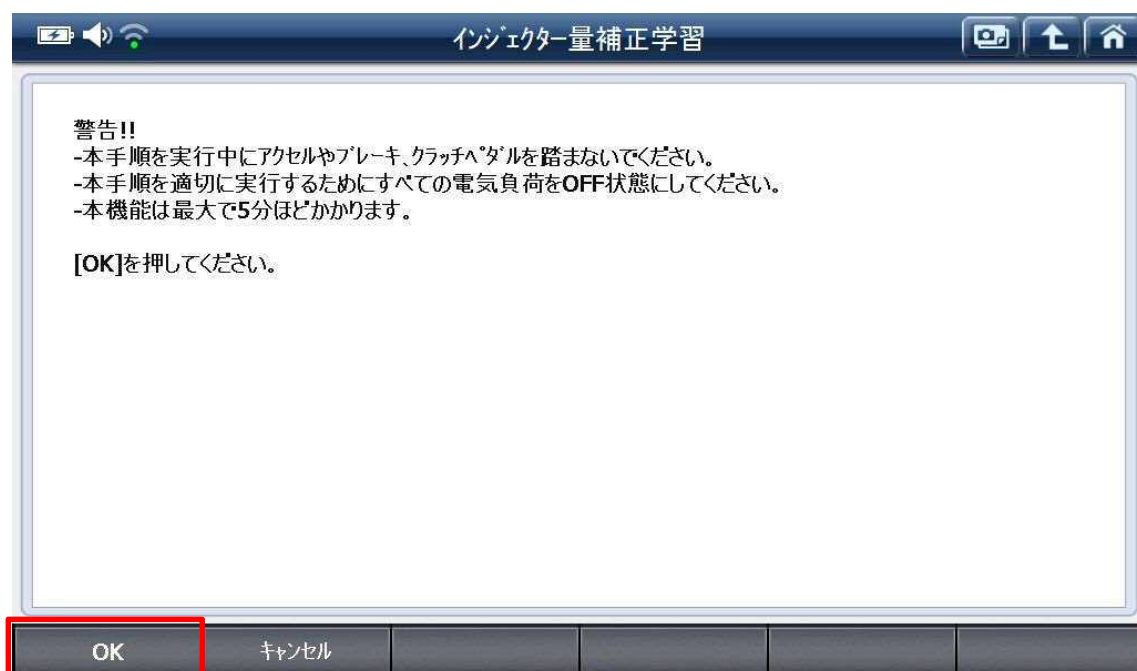 インジェクター量補正学習
警告!!
-本手順を実行中にアクセルやブレーキ、クラッチペダルを踏まないでください。
-本手順を適切に実行するためにすべての電気負荷をOFF状態にしてください。
-本機能は最大で5分ほどかかります。
[OK]を押してください。
OK
キャンセル